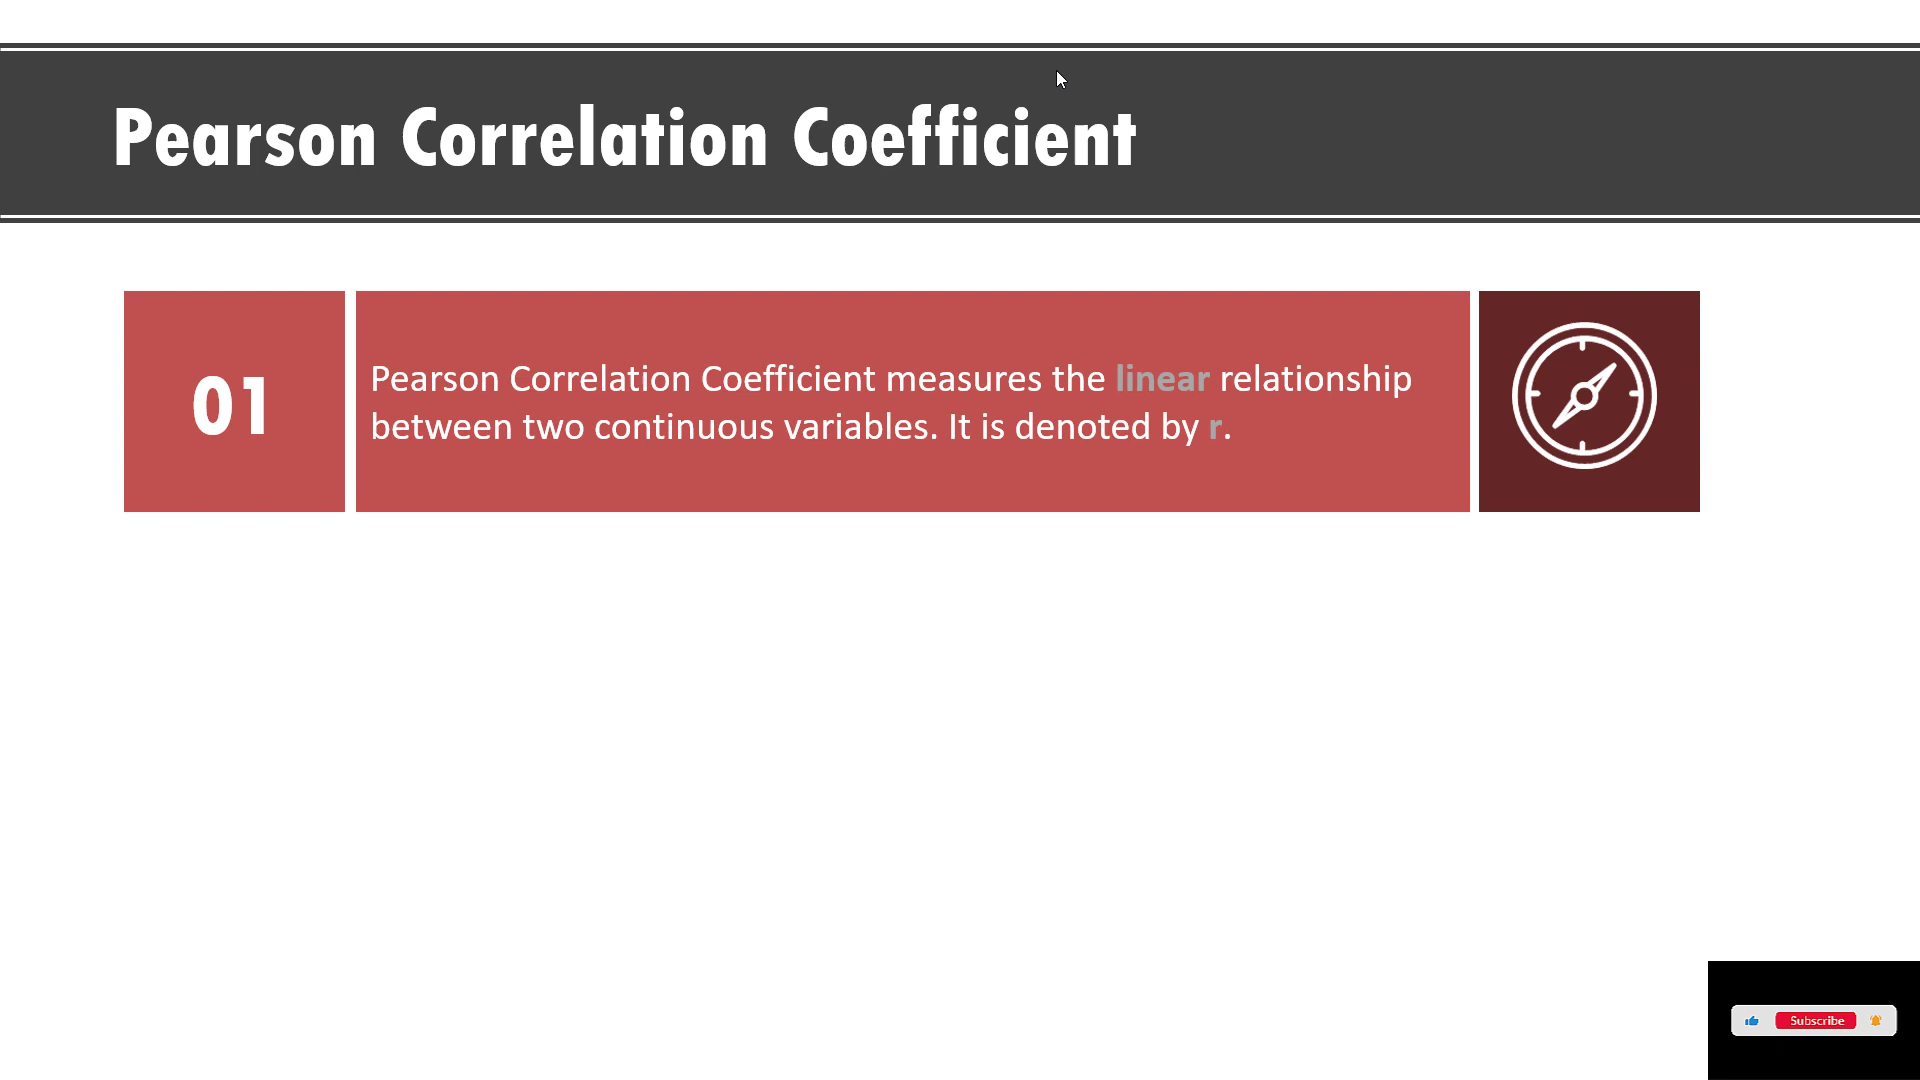 Pearson Correlation Coefficient
01
Pearson Correlation Coefficient measures the linear relationship
between two continuous variables. It is denoted by r.
Subscribe